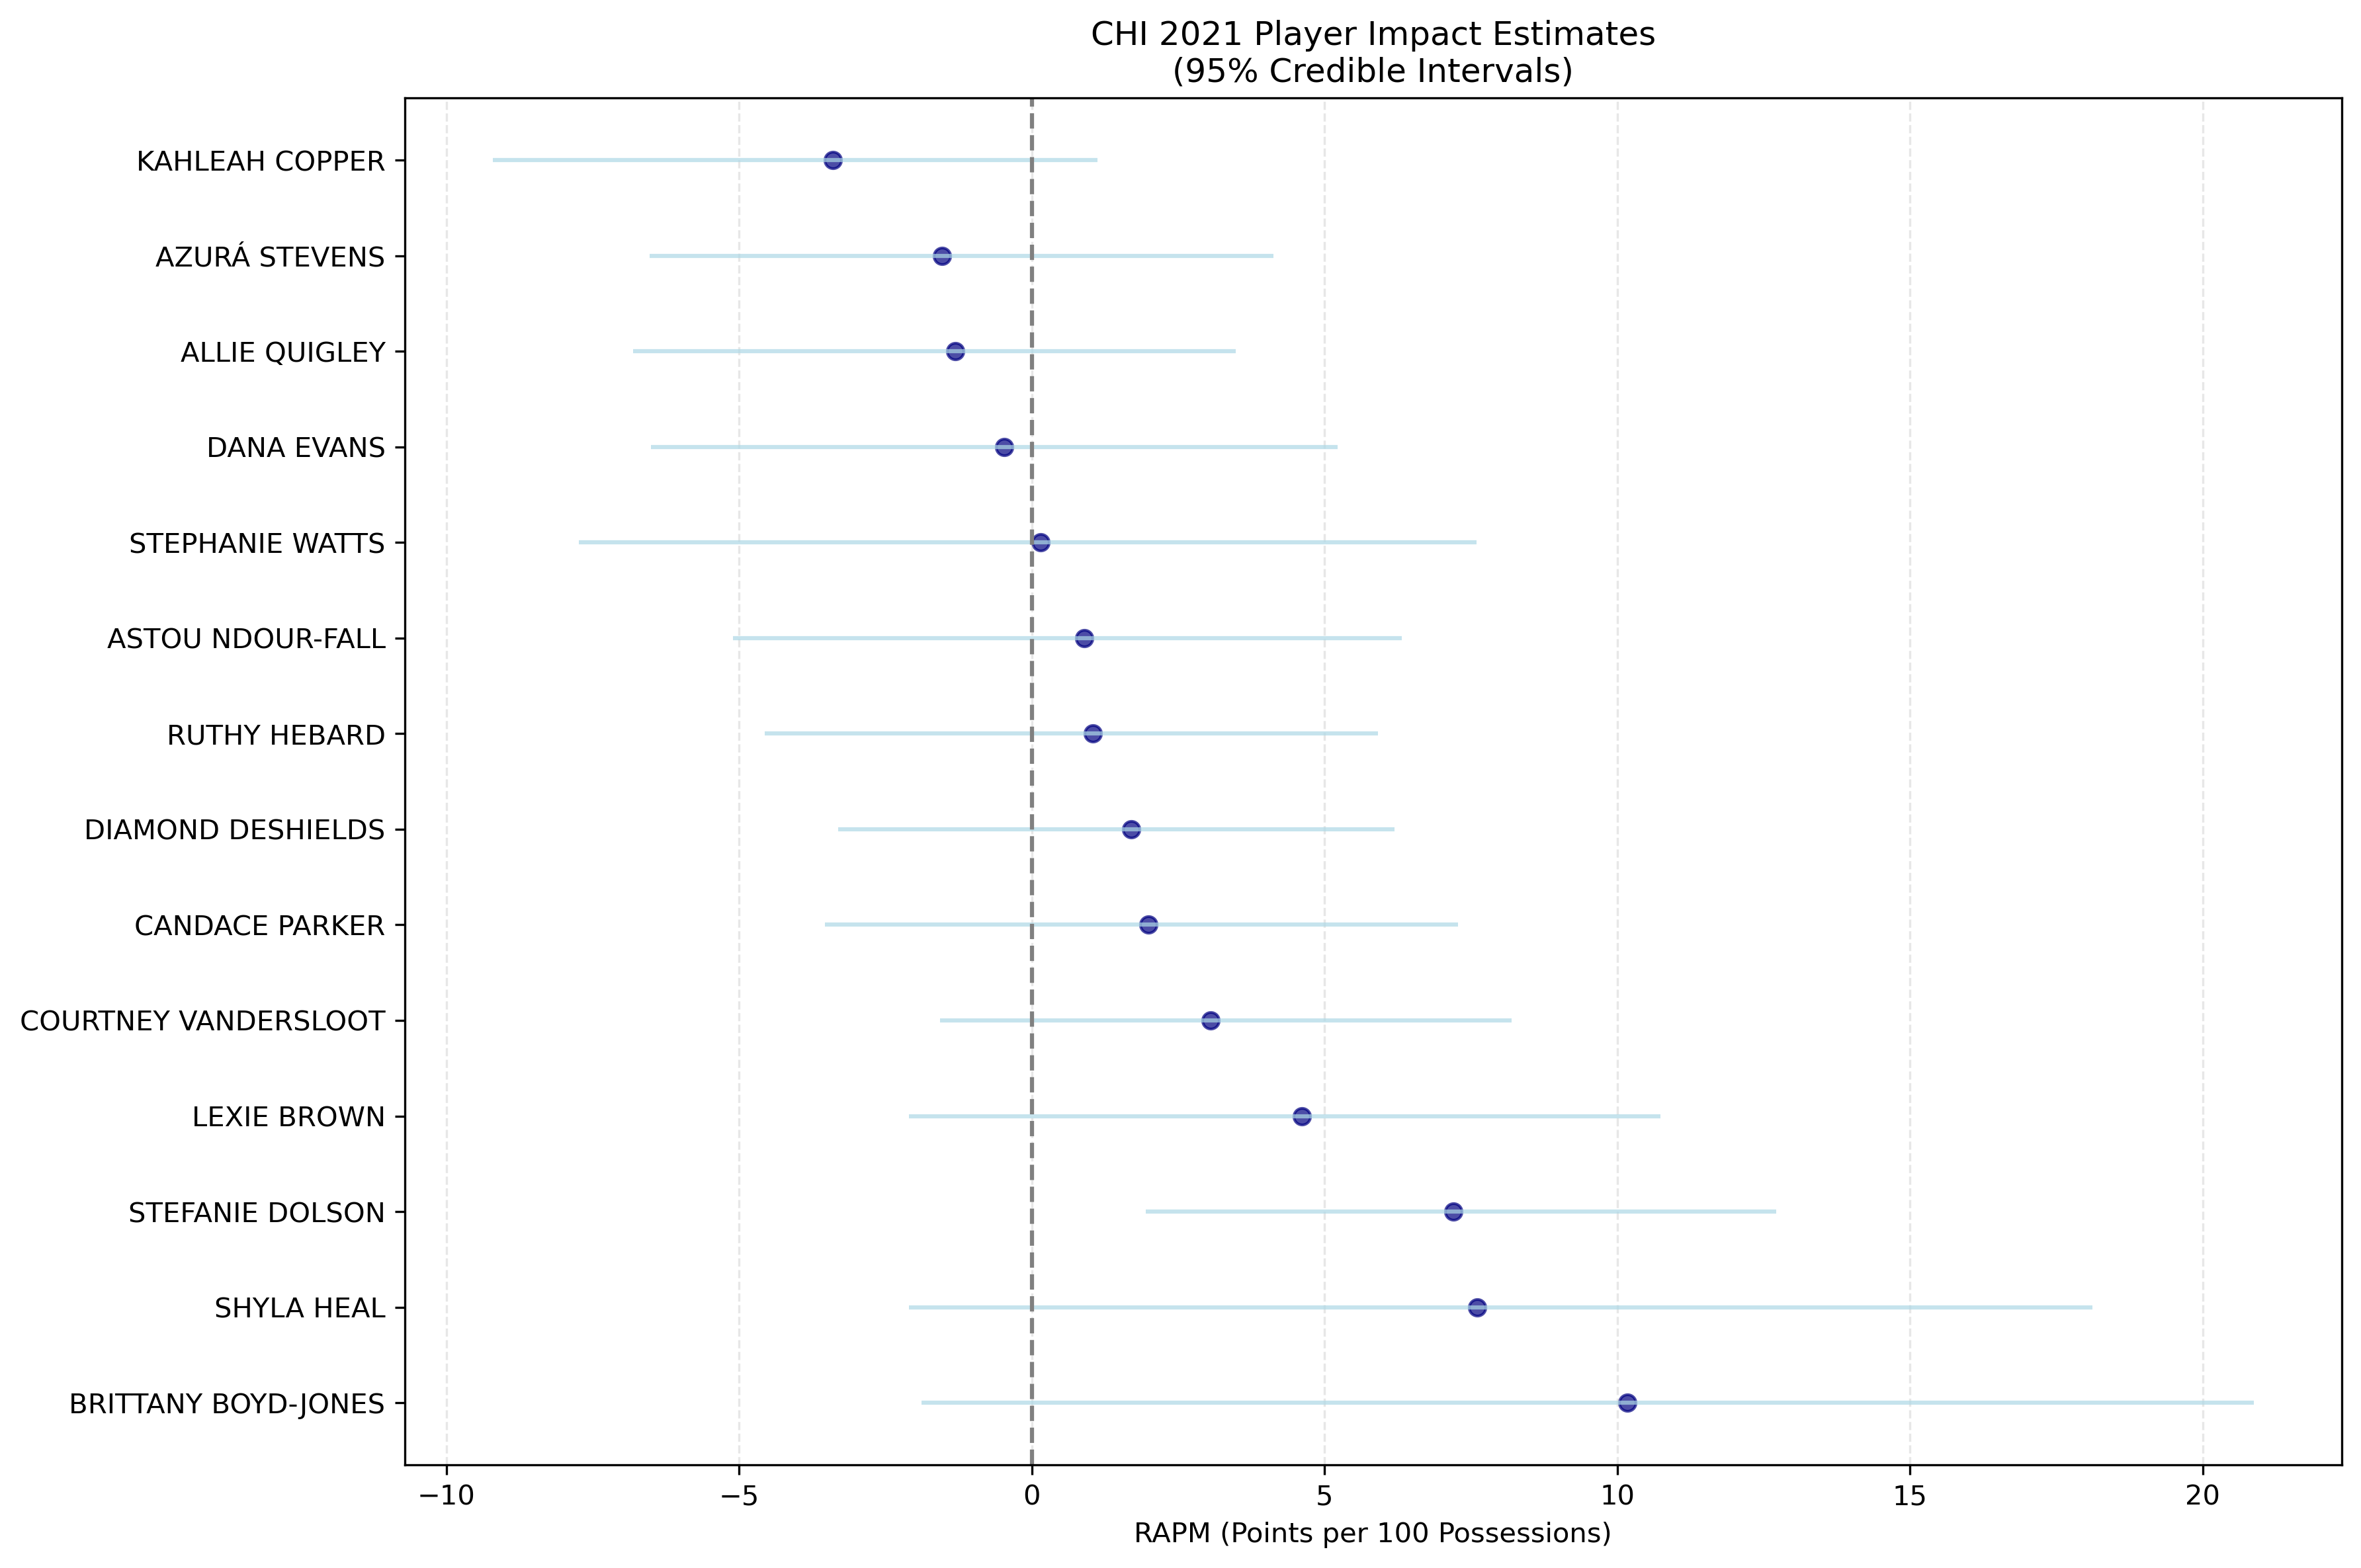 CHI 2021 Player Impact Estimates
(95% Credible Intervals)
KAHLEAH COPPER
AZURÁ STEVENS
ALLIE QUIGLEY
DANA EVANS
STEPHANIE WATTS
ASTOU NDOUR-FALL
RUTHY HEBARD
DIAMOND DESHIELDS
CANDACE PARKER
COURTNEY VANDERSLOOT
LEXIE BROWN
STEFANIE DOLSON
SHYLA HEAL
BRITTANY BOYD-JONES
−10 −5 0 5 10 15 20
RAPM (Points per 100 Possessions)